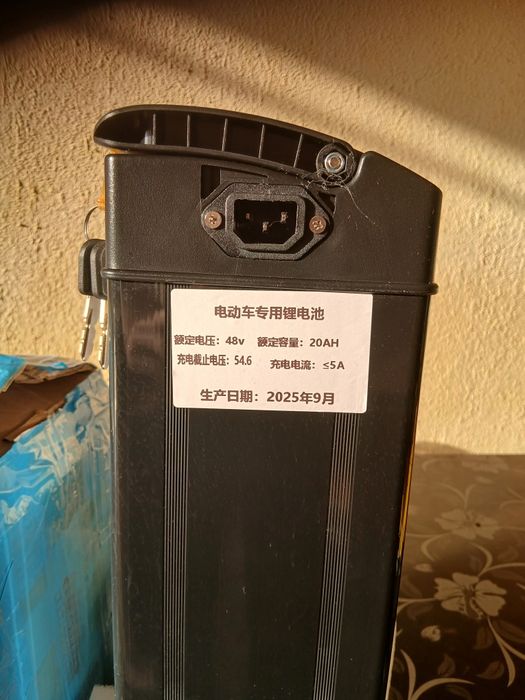 电动车专用锂电池
额定电压：48v 额定容量：20AH
充电截止电压：54.6 充电电流：≤5A
生产日期：2025年9月